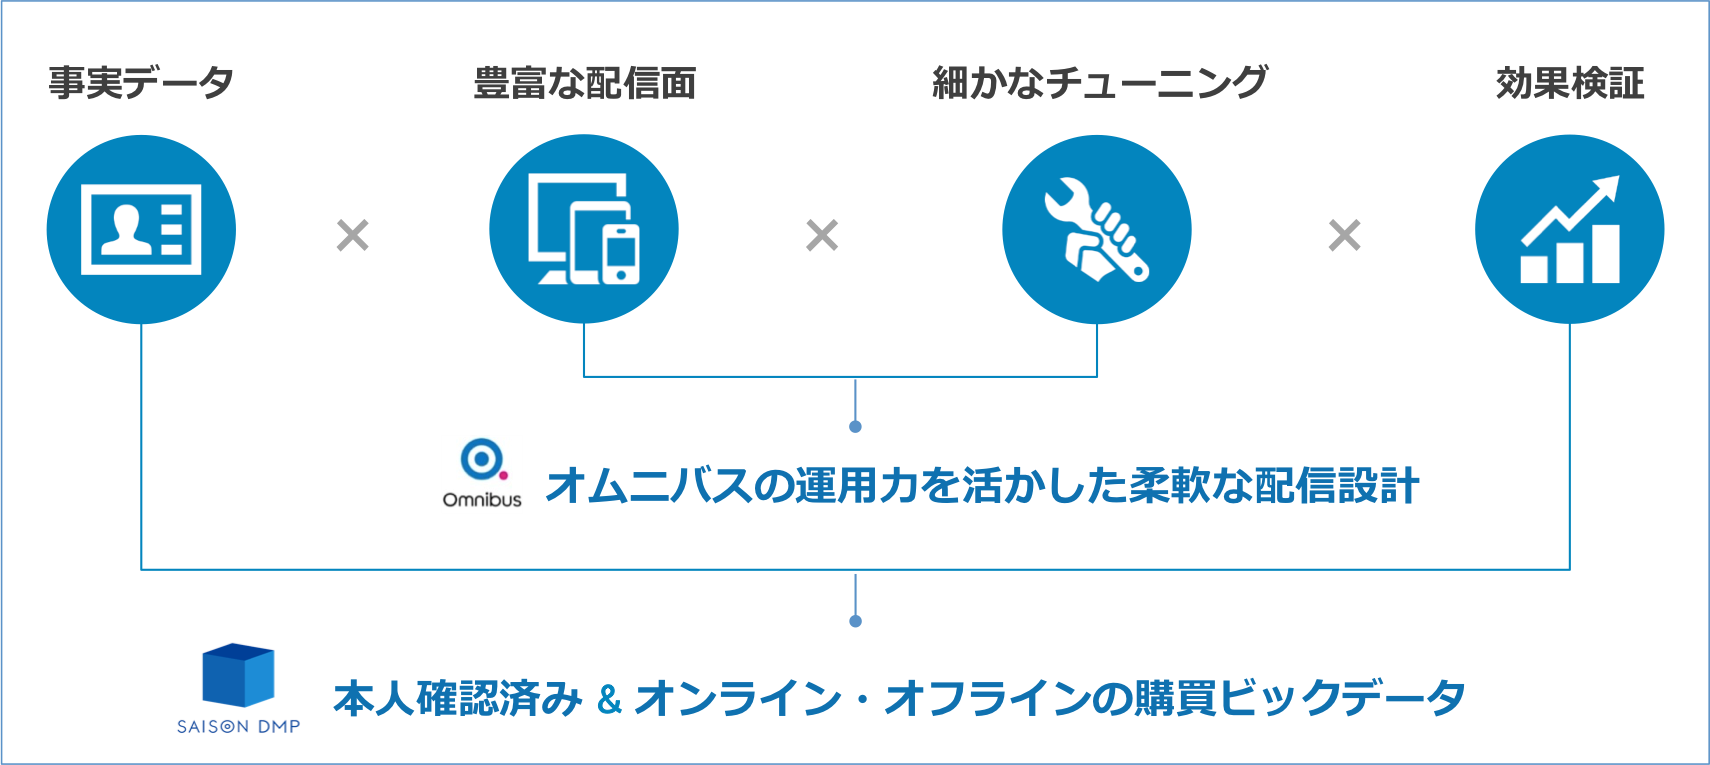 事実データ
豊富な配信面
細かなチューニング
効果検証
×
×
×
Omnibus
オムニバスの運用力を活かした柔軟な配信設計
SAISON DMP
本人確認済み & オンライン・オフラインの購買ビックデータ